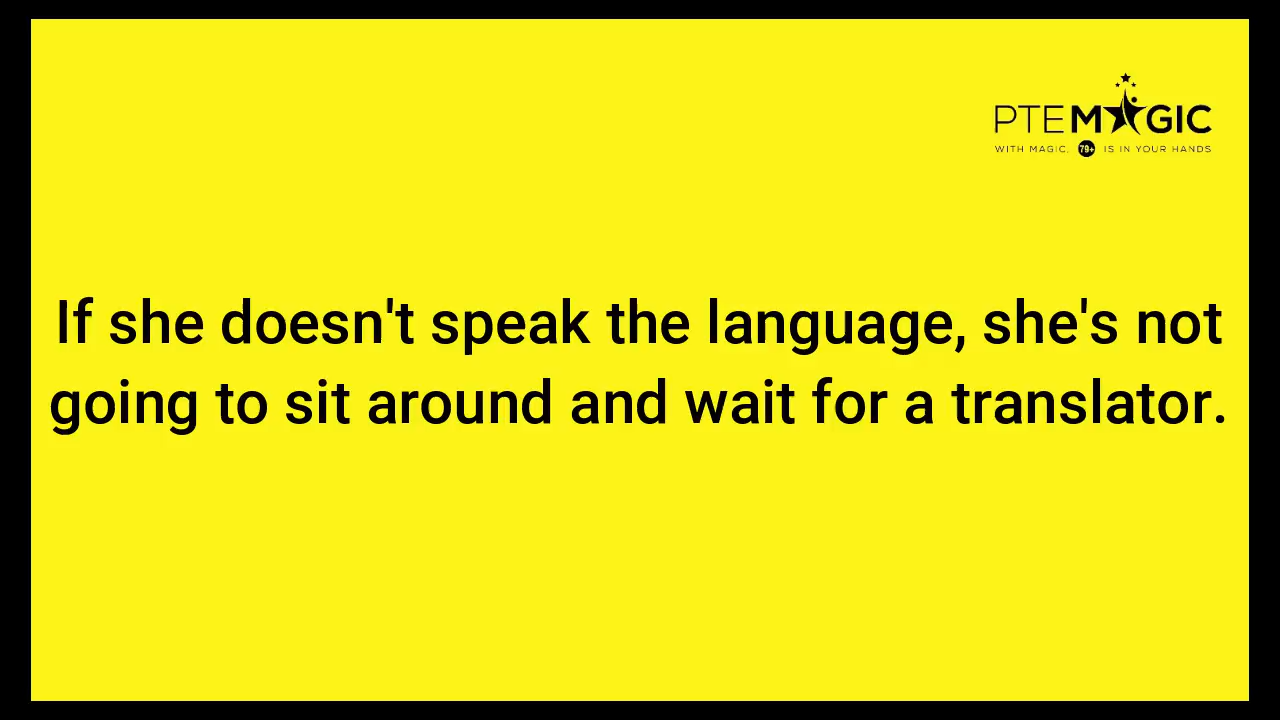 PTEMAGIC
WITH MAGIC, 79+ IS IN YOUR HANDS
If she doesn't speak the language, she's not
going to sit around and wait for a translator.